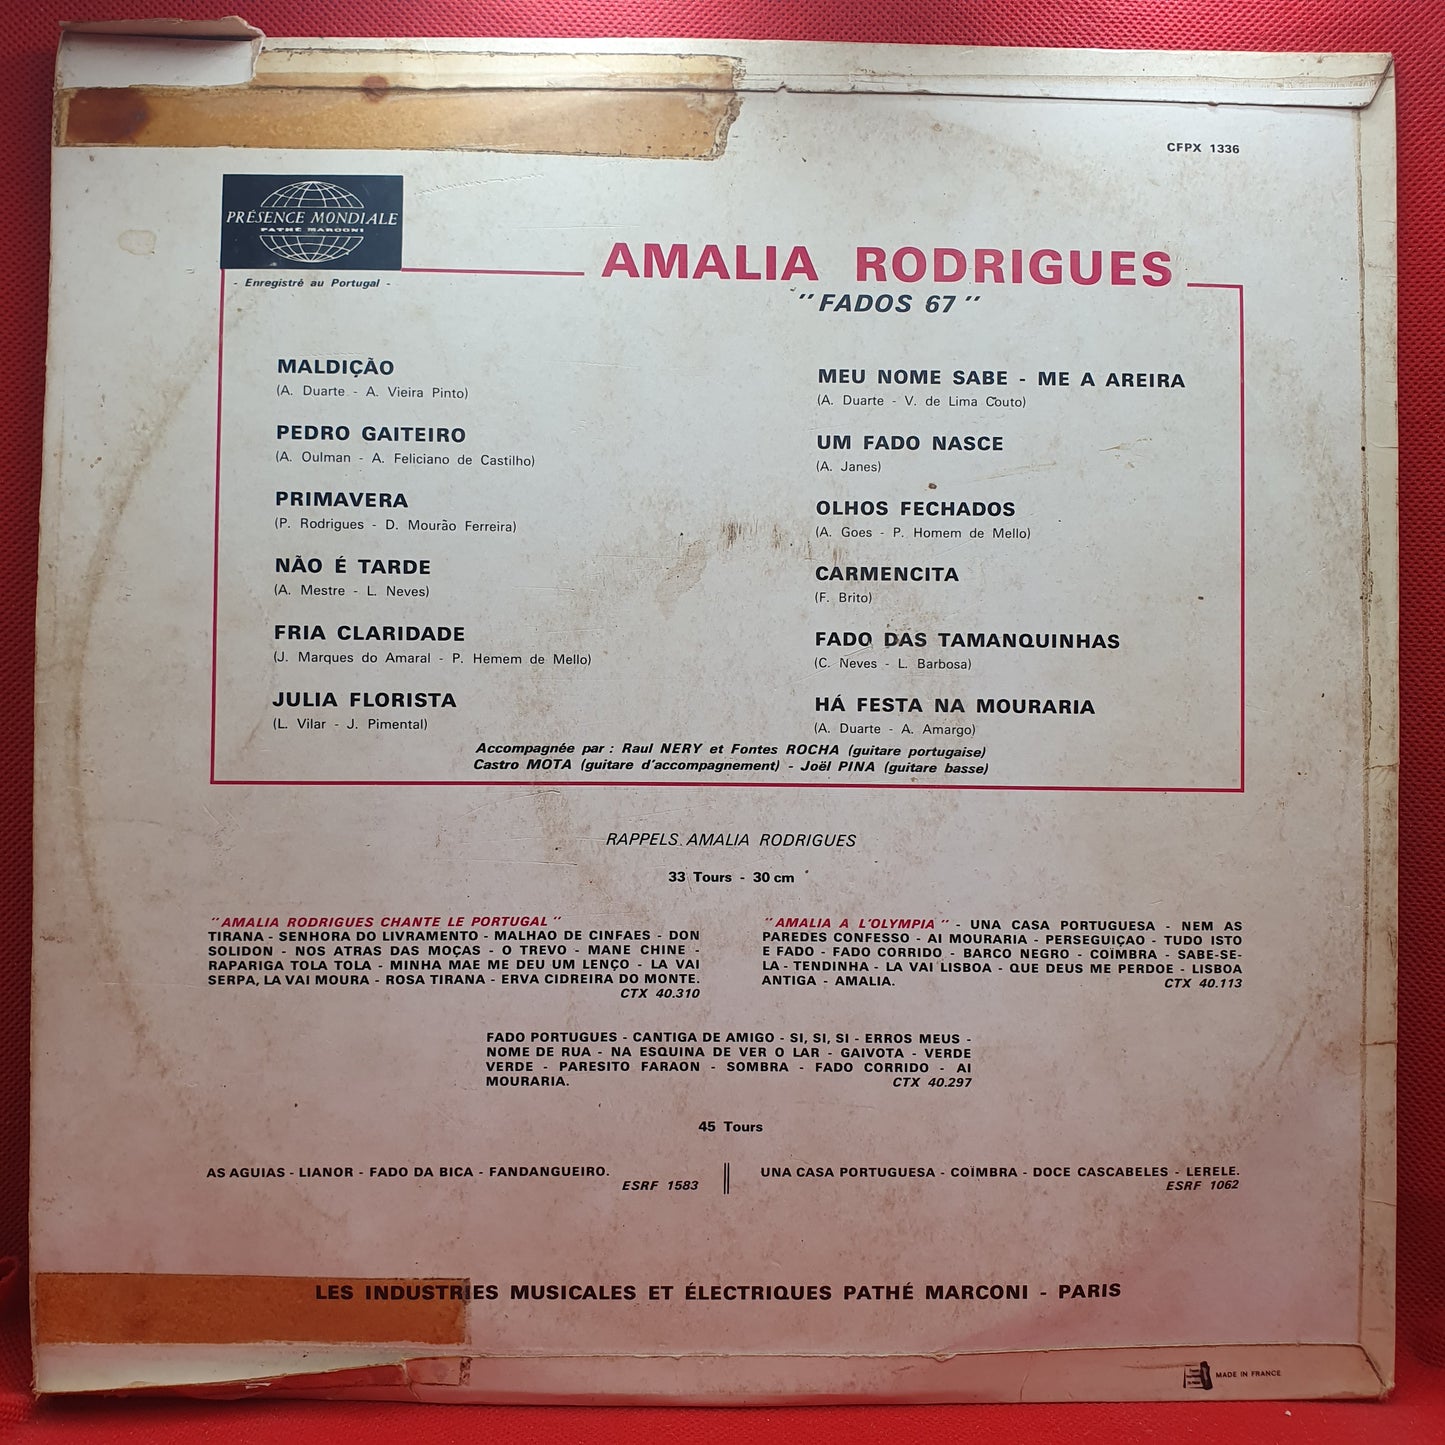 CFPX 1336
PRÉSENCE MONDIALE
PATHÉ MARCONI
- Enregistré au Portugal -
AMALIA RODRIGUES
"FADOS 67"
MALDIÇÃO
(A. Duarte - A. Vieira Pinto)
PEDRO GAITEIRO
(A. Oulman - A. Feliciano de Castilho)
PRIMAVERA
(P. Rodrigues - D. Mourão Ferreira)
NÃO É TARDE
(A. Mestre - L. Neves)
FRIA CLARIDADE
(J. Marques do Amaral - P. Hemem de Mello)
JULIA FLORISTA
(L. Vilar - J. Pimental)
MEU NOME SABE - ME A AREIRA
(A. Duarte - V. de Lima Couto)
UM FADO NASCE
(A. Janes)
OLHOS FECHADOS
(A. Goes - P. Homem de Mello)
CARMENCITA
(F. Brito)
FADO DAS TAMANQUINHAS
(C. Neves - L. Barbosa)
HÁ FESTA NA MOURARIA
(A. Duarte - A. Amargo)
Accompagnée par : Raul NERY et Fontes ROCHA (guitare portugaise)
Castro MOTA (guitare d'accompagnement) - Joël PINA (guitare basse)
RAPPELS AMALIA RODRIGUES
33 Tours - 30 cm
"AMALIA RODRIGUES CHANTE LE PORTUGAL"
TIRANA - SENHORA DO LIVRAMENTO - MALHAO DE CINFAES - DON
SOLIDON - NOS ATRAS DAS MOÇAS - O TREVO - MANE CHINE -
RAPARIGA TOLA TOLA - MINHA MAE ME DEU UM LENÇO - LA VAI
SERPA, LA VAI MOURA - ROSA TIRANA - ERVA CIDREIRA DO MONTE.
CTX 40.310
"AMALIA A L'OLYMPIA" - UNA CASA PORTUGUESA - NEM AS
PAREDES CONFESSO - AI MOURARIA - PERSEGUIÇAO - TUDO ISTO
E FADO - FADO CORRIDO - BARCO NEGRO - COÏMBRA - SABE-SE-
LA - TENDINHA - LA VAI LISBOA - QUE DEUS ME PERDOE - LISBOA
ANTIGA - AMALIA. CTX 40.113
FADO PORTUGUES - CANTIGA DE AMIGO - SI, SI, SI - ERROS MEUS -
NOME DE RUA - NA ESQUINA DE VER O LAR - GAIVOTA - VERDE
VERDE - PARESITO FARAON - SOMBRA - FADO CORRIDO - AI
MOURARIA. CTX 40.297
45 Tours
AS AGUIAS - LIANOR - FADO DA BICA - FANDANGUEIRO.
ESRF 1583
UNA CASA PORTUGUESA - COÏMBRA - DOCE CASCABELES - LERELE.
ESRF 1062
LES INDUSTRIES MUSICALES ET ÉLECTRIQUES PATHÉ MARCONI - PARIS
MADE IN FRANCE